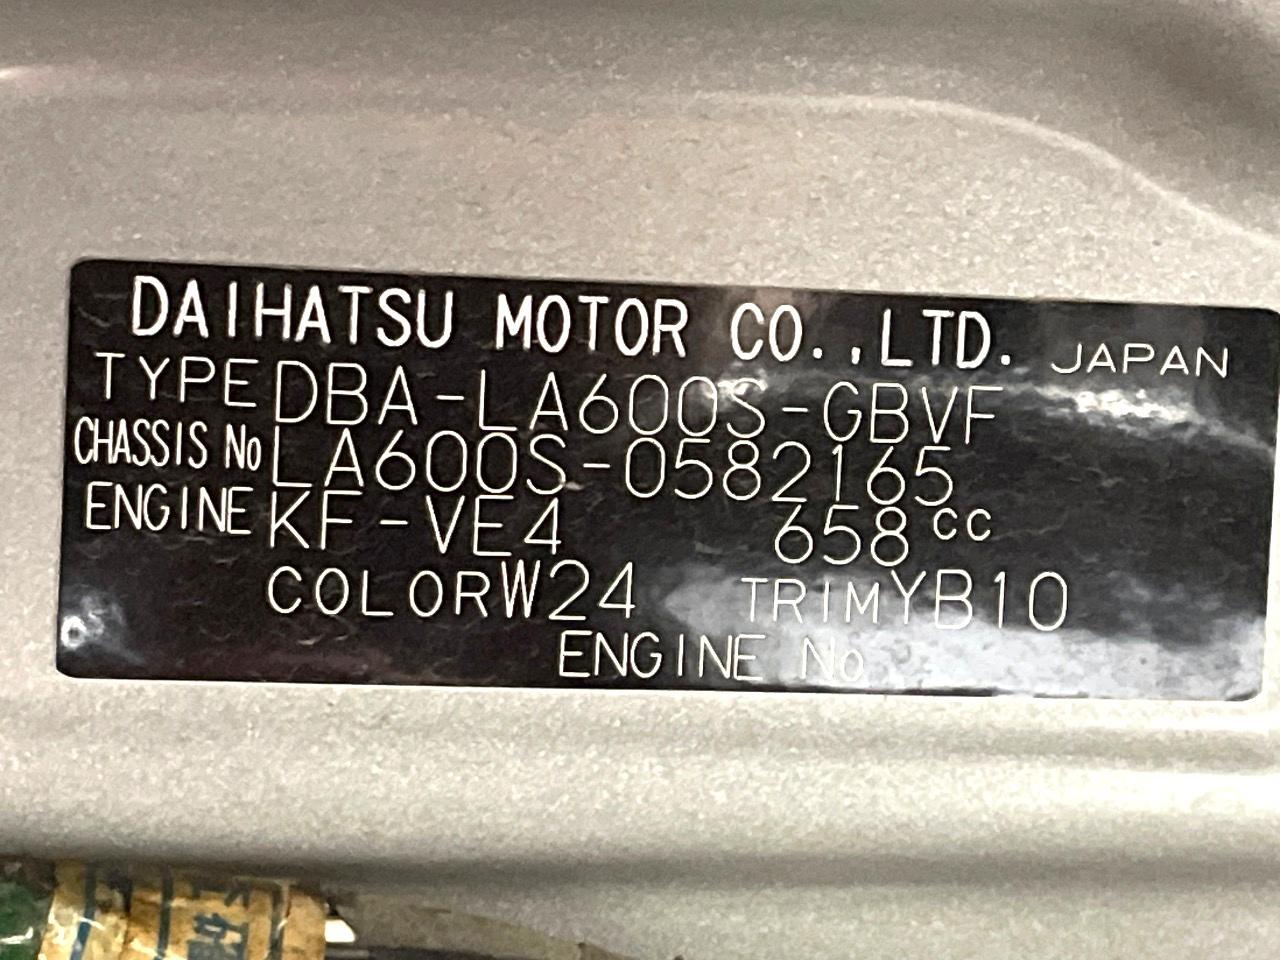 DAIHATSU MOTOR CO.,LTD. JAPAN
TYPE DBA-LA600S-GBVF
CHASSIS No LA600S-0582165
ENGINE KF-VE4 658cc
COLOR W24 TRIM YB10
ENGINE No